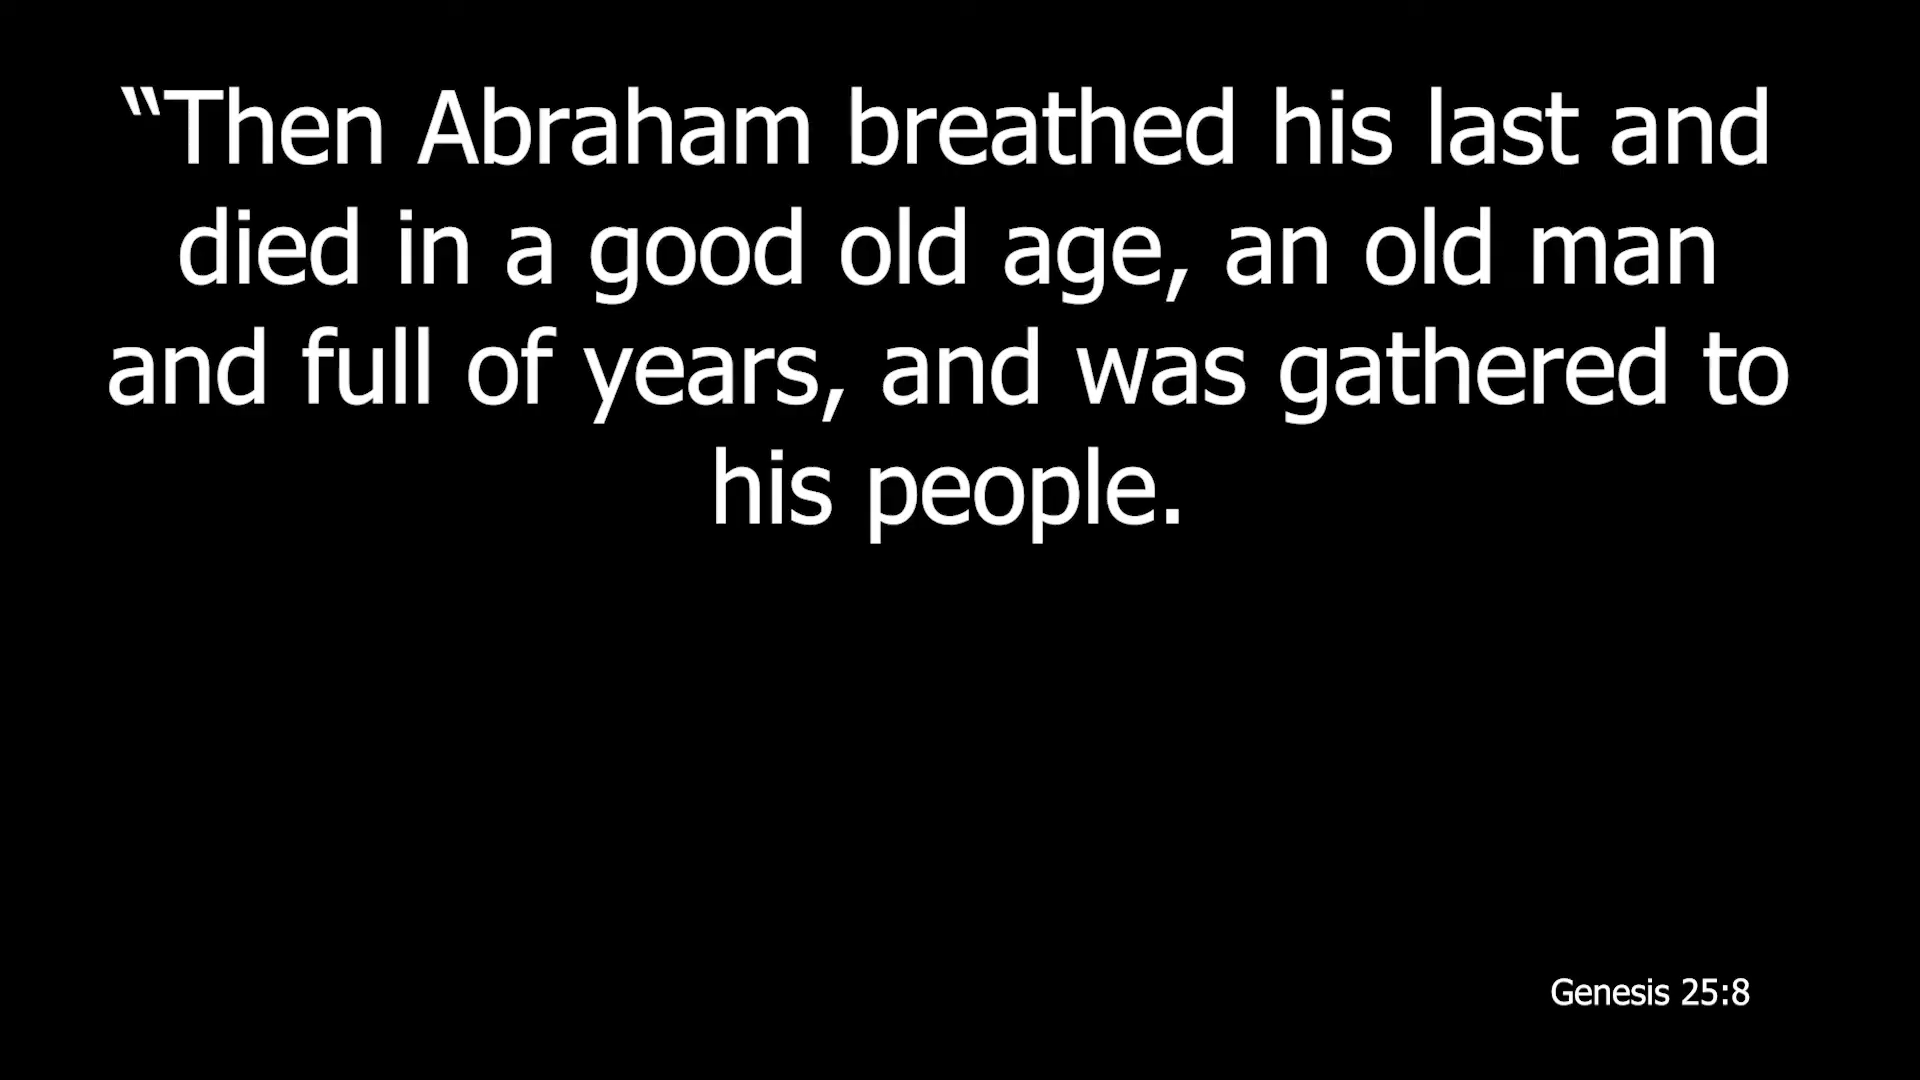 “Then Abraham breathed his last and
died in a good old age, an old man
and full of years, and was gathered to
his people.
Genesis 25:8